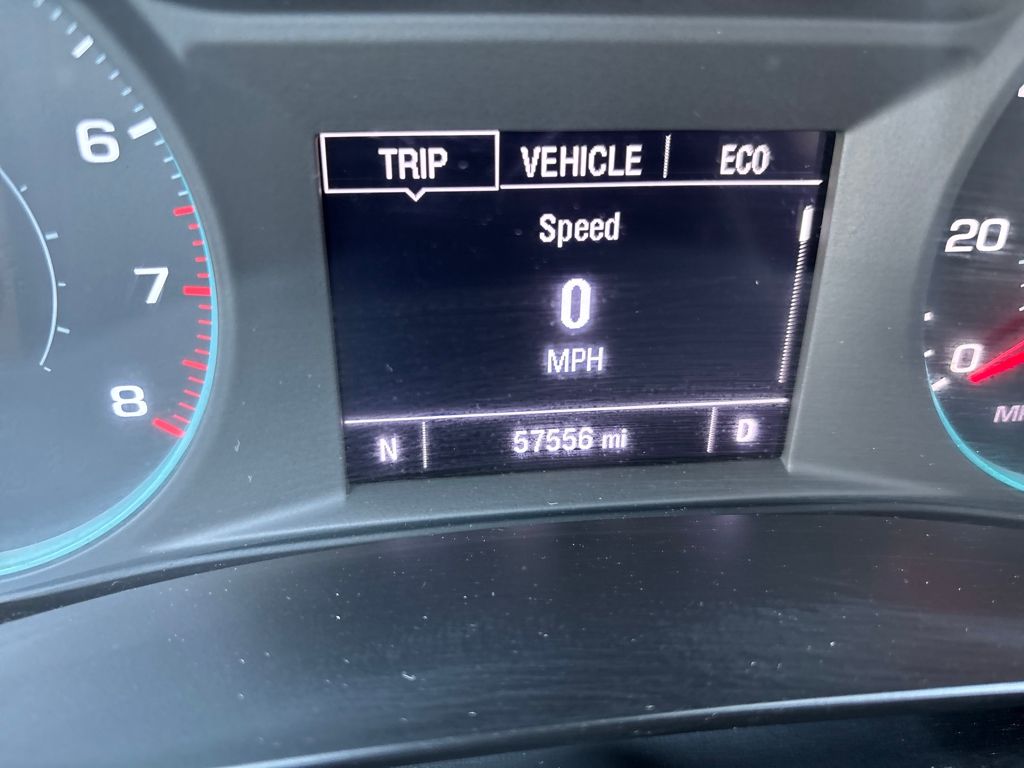 6
7
8
TRIP VEHICLE ECO
Speed
0
MPH
N 57556 mi D
20
0